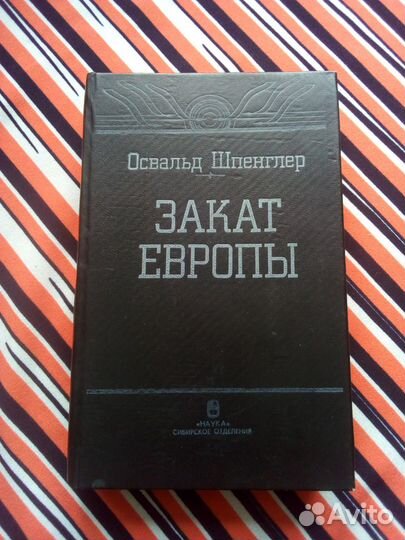 Освальд Шпенглер
ЗАКАТ
ЕВРОПЫ
«НАУКА»
СИБИРСКОЕ ОТДЕЛЕНИЕ
Avito